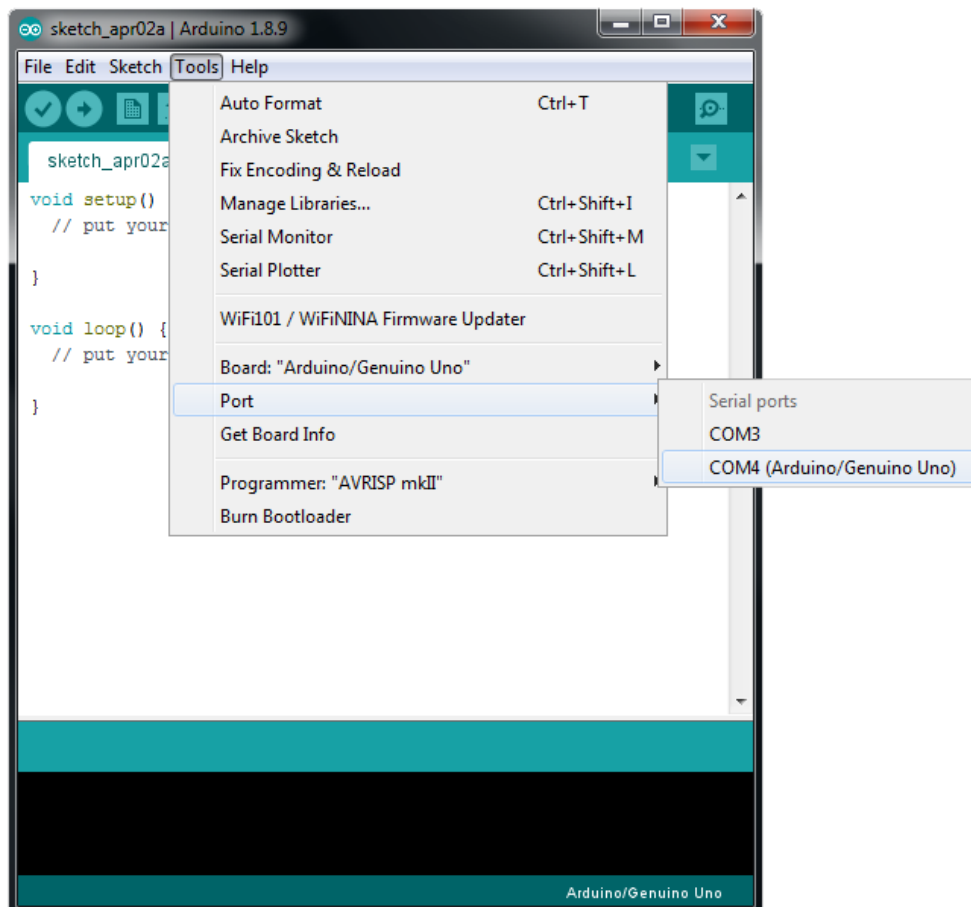 sketch_apr02a | Arduino 1.8.9
File Edit Sketch Tools Help
Auto Format Ctrl+T
Archive Sketch
sketch_apr02a
Fix Encoding & Reload
void setup()
Manage Libraries... Ctrl+Shift+I
// put your
Serial Monitor Ctrl+Shift+M
Serial Plotter Ctrl+Shift+L
}
WiFi101 / WiFiNINA Firmware Updater
void loop() {
// put your
Board: "Arduino/Genuino Uno"
Port
Serial ports
}
Get Board Info
COM3
COM4 (Arduino/Genuino Uno)
Programmer: "AVRISP mkII"
Burn Bootloader
Arduino/Genuino Uno